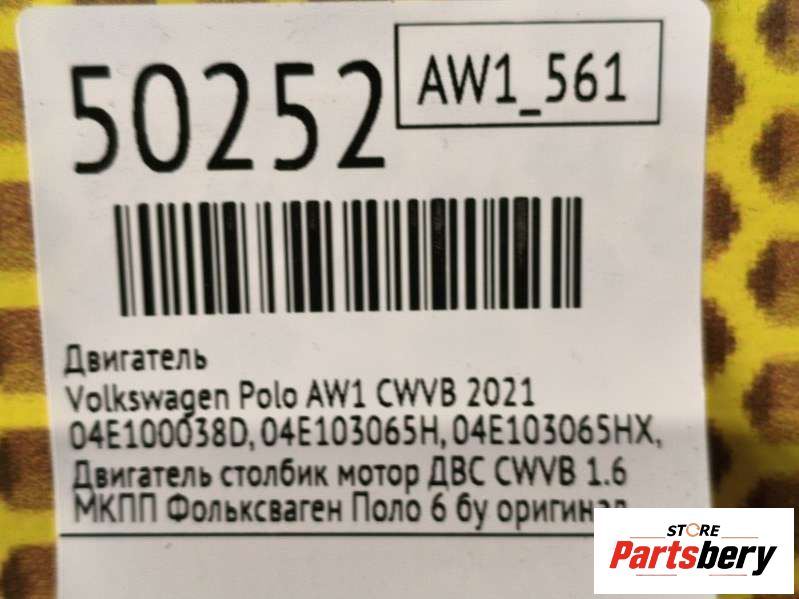 50252
AW1_561
Двигатель
Volkswagen Polo AW1 CWVB 2021
04E100038D, 04E103065H, 04E103065HX,
Двигатель столбик мотор ДВС CWVB 1.6
МКПП Фольксваген Поло 6 бу оригинал
STORE
Partsbery